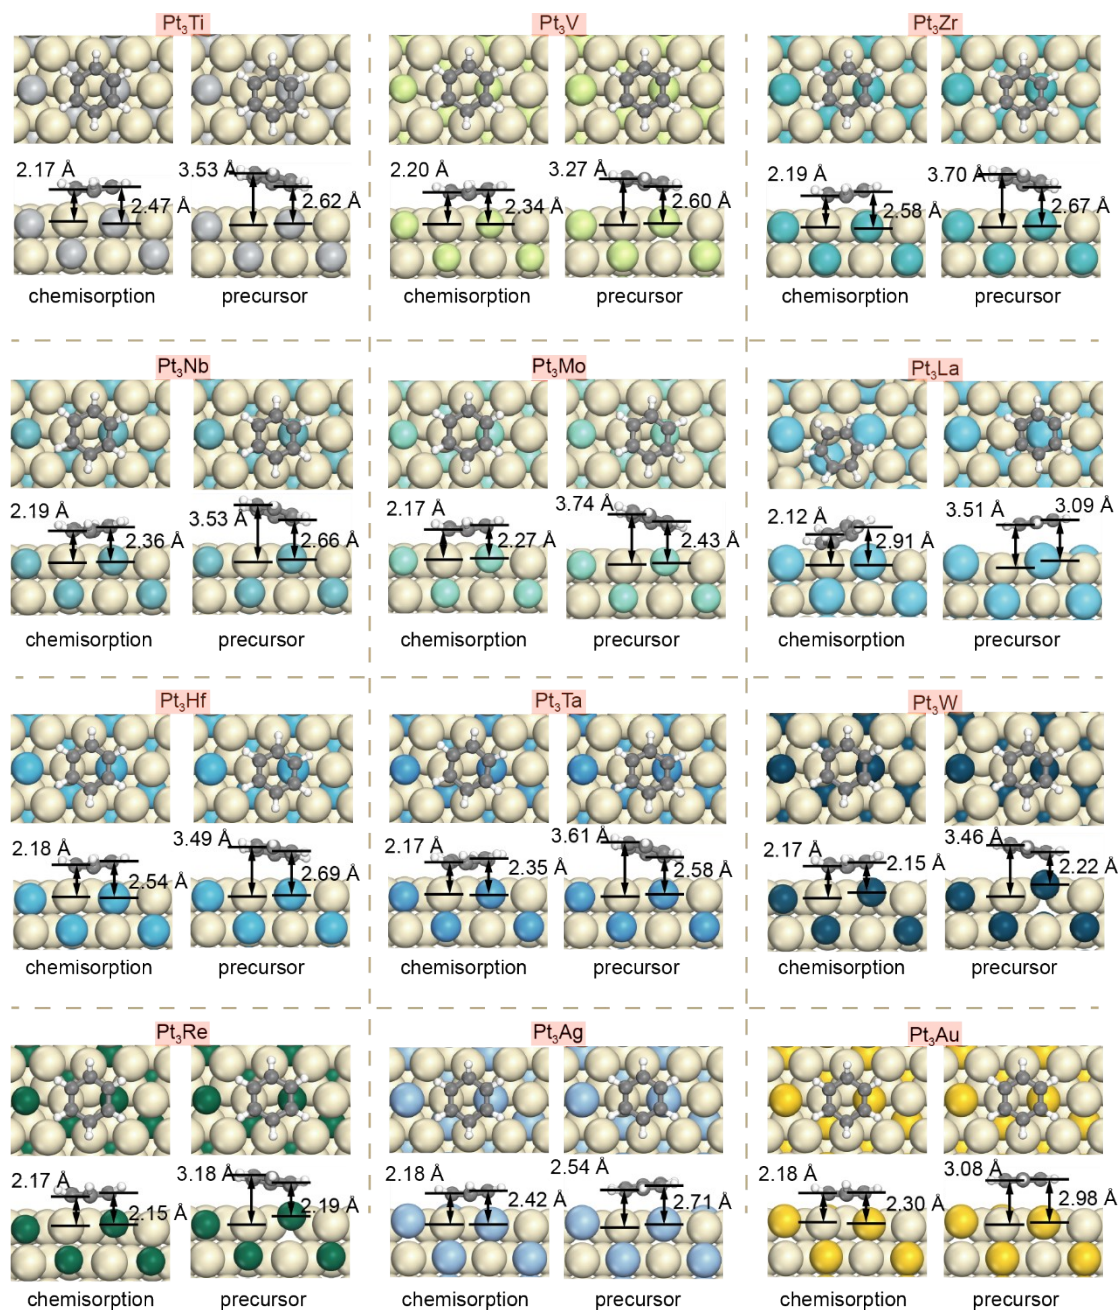 Pt₃Ti
2.17 Å
2.47 Å
chemisorption
3.53 Å
2.62 Å
precursor
Pt₃V
2.20 Å
2.34 Å
chemisorption
3.27 Å
2.60 Å
precursor
Pt₃Zr
2.19 Å
2.58 Å
chemisorption
3.70 Å
2.67 Å
precursor
Pt₃Nb
2.19 Å
2.36 Å
chemisorption
3.53 Å
2.66 Å
precursor
Pt₃Mo
2.17 Å
2.27 Å
chemisorption
3.74 Å
2.43 Å
precursor
Pt₃La
2.12 Å
2.91 Å
chemisorption
3.51 Å
3.09 Å
precursor
Pt₃Hf
2.18 Å
2.54 Å
chemisorption
3.49 Å
2.69 Å
precursor
Pt₃Ta
2.17 Å
2.35 Å
chemisorption
3.61 Å
2.58 Å
precursor
Pt₃W
2.17 Å
2.15 Å
chemisorption
3.46 Å
2.22 Å
precursor
Pt₃Re
2.17 Å
2.15 Å
chemisorption
3.18 Å
2.19 Å
precursor
Pt₃Ag
2.18 Å
2.42 Å
chemisorption
2.54 Å
2.71 Å
precursor
Pt₃Au
2.18 Å
2.30 Å
chemisorption
3.08 Å
2.98 Å
precursor